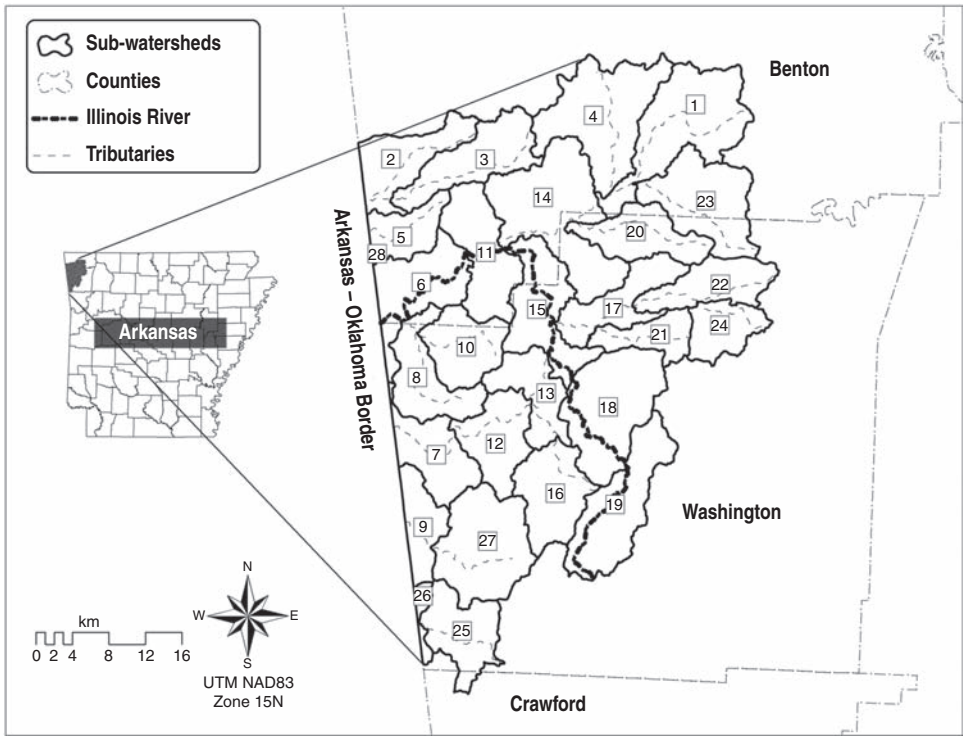 Sub-watersheds
Counties
Illinois River
Tributaries
Benton
1
4
2
3
14
23
5
20
28
11
6
22
17
15
24
21
10
8
13
18
12
7
16
19
9
27
26
25
Arkansas – Oklahoma Border
Arkansas
Washington
Crawford
N
W
E
S
UTM NAD83
Zone 15N
km
0 2 4 8 12 16